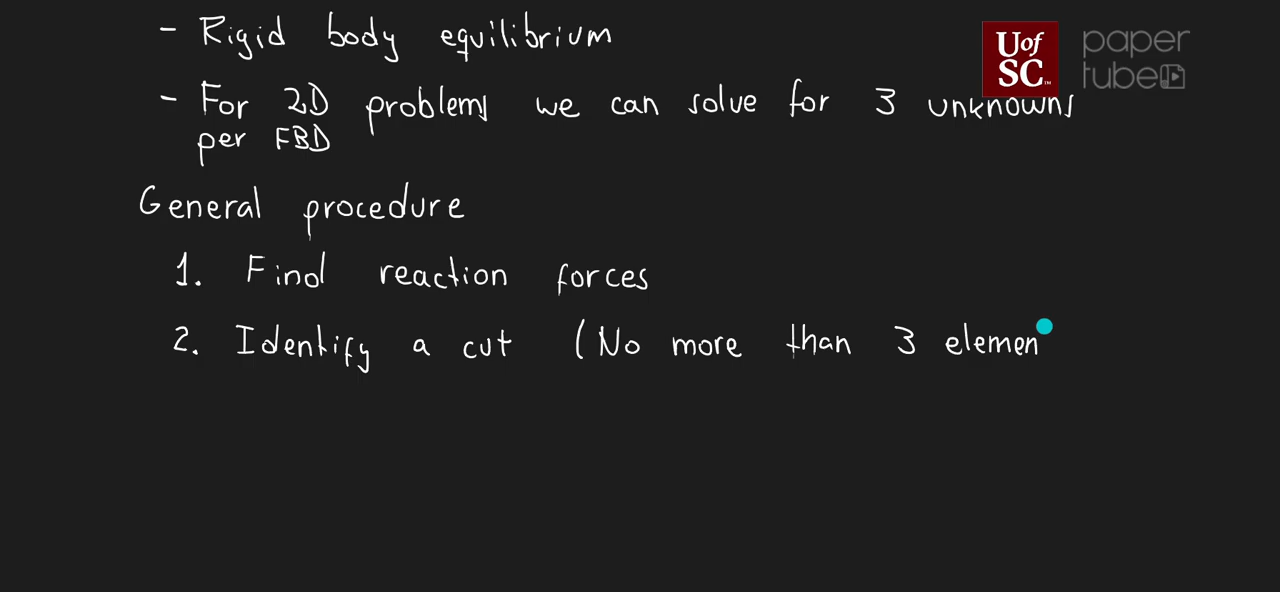 - Rigid body equilibrium
UofSC™
paper
tube
- For 2D problems we can solve for 3 unknowns
per FBD
General procedure
1. Find reaction forces
2. Identify a cut (No more than 3 elemen